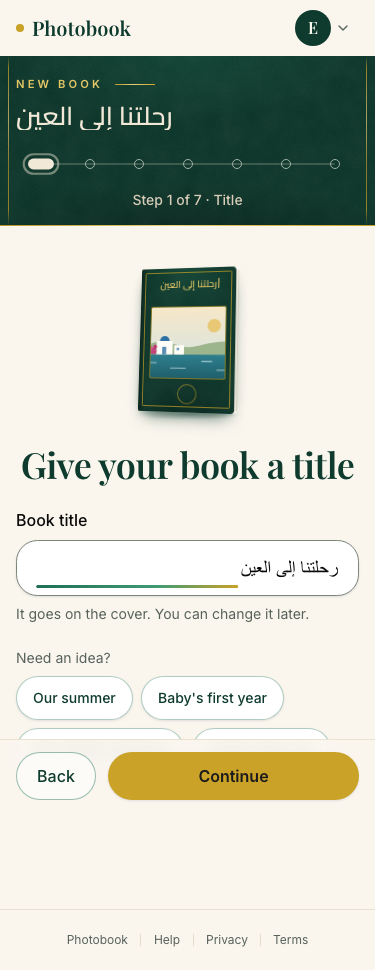 Photobook
E
NEW BOOK
رحلتنا إلى العين
Step 1 of 7 · Title
أرحلتنا إلى العين
Give your book a title
Book title
رحلتنا إلى العين
It goes on the cover. You can change it later.
Need an idea?
Our summer
Baby's first year
Back
Continue
Photobook
Help
Privacy
Terms